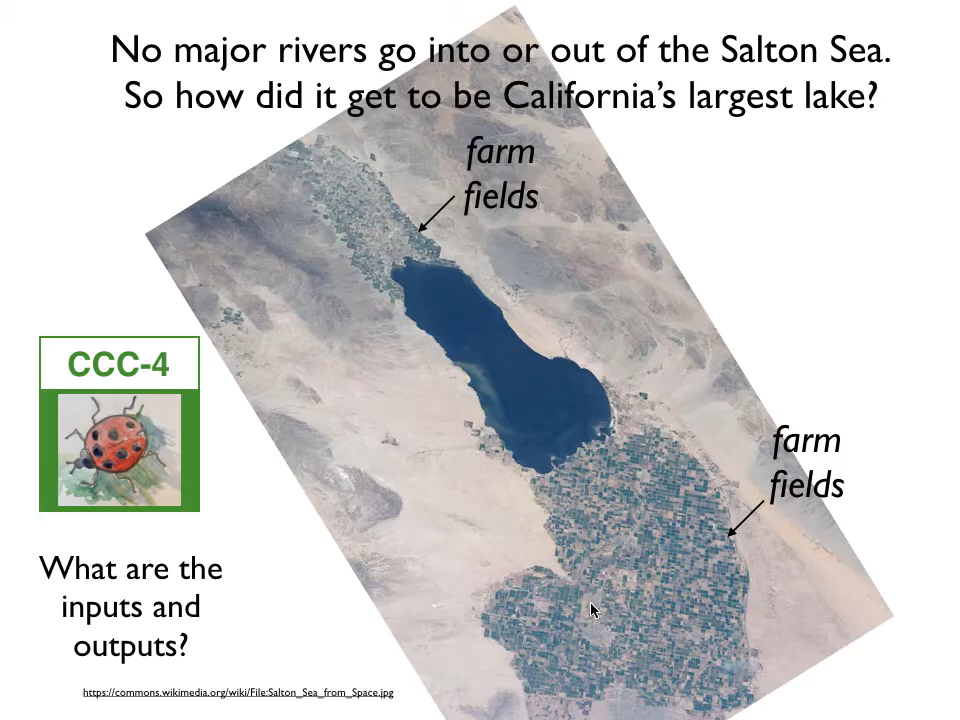 No major rivers go into or out of the Salton Sea.
So how did it get to be California’s largest lake?
farm
fields
CCC-4
farm
fields
What are the
inputs and
outputs?
https://commons.wikimedia.org/wiki/File:Salton_Sea_from_Space.jpg